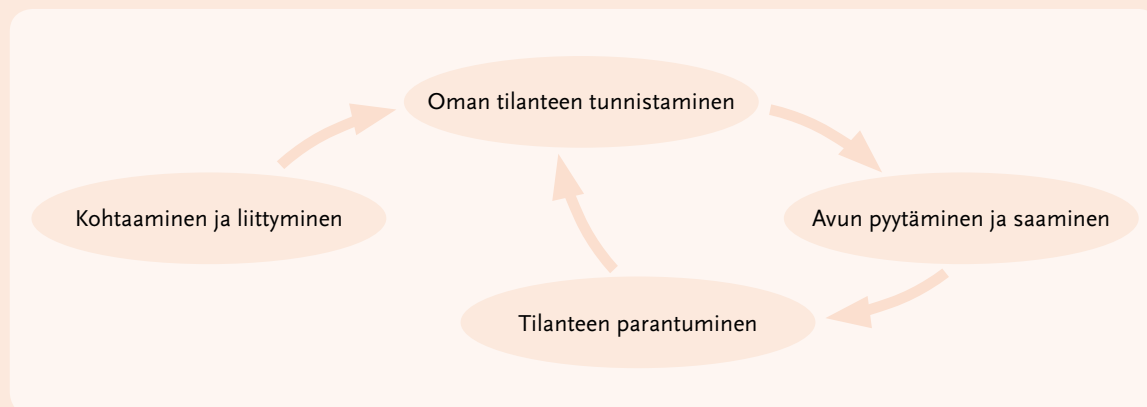 Oman tilanteen tunnistaminen
Kohtaaminen ja liittyminen
Avun pyytäminen ja saaminen
Tilanteen parantuminen